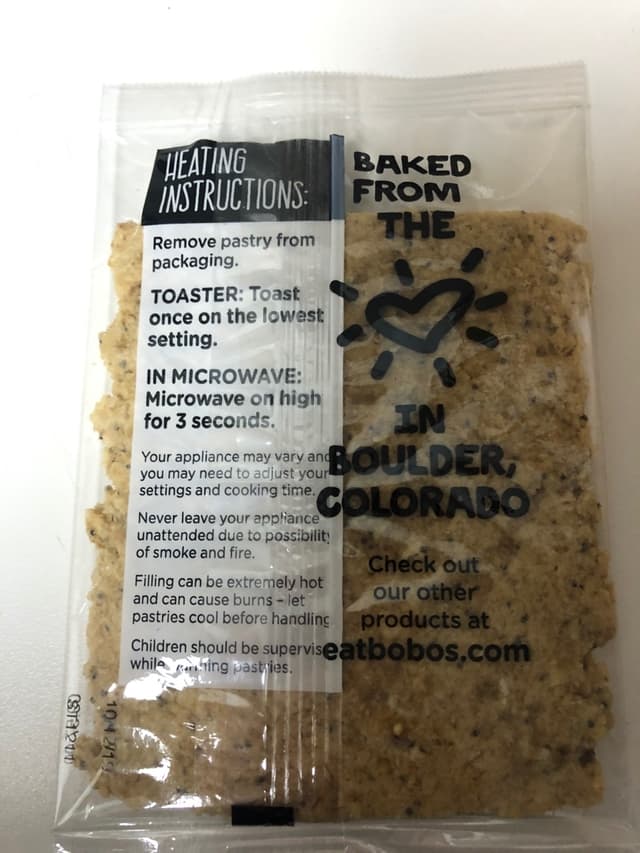 HEATING
INSTRUCTIONS:
Remove pastry from
packaging.
TOASTER: Toast
once on the lowest
setting.
IN MICROWAVE:
Microwave on high
for 3 seconds.
Your appliance may vary and
you may need to adjust your
settings and cooking time.
Never leave your appliance
unattended due to possibility
of smoke and fire.
Filling can be extremely hot
and can cause burns – let
pastries cool before handling
Children should be supervise
while pastries.
BAKED
FROM
THE
IN
BOULDER,
COLORADO
Check out
our other
products at
eatbobos.com